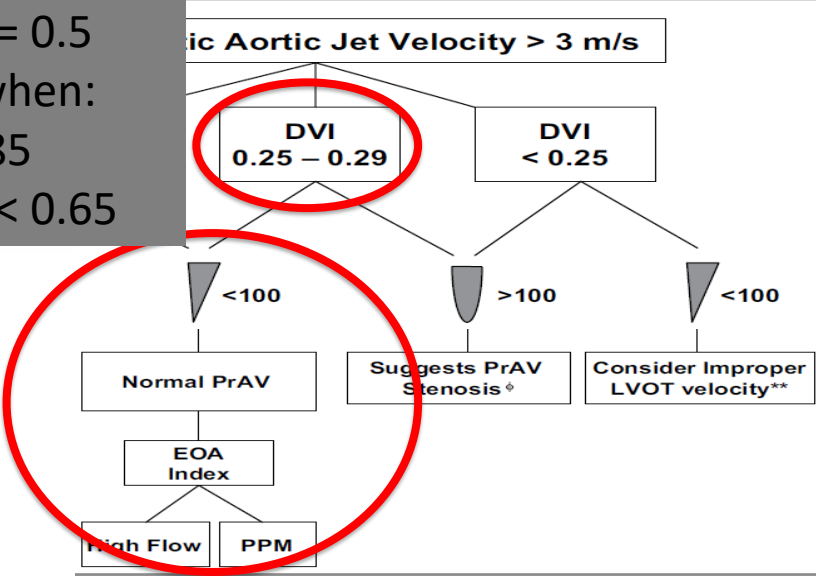 = 0.5
when:
35
< 0.65
tic Aortic Jet Velocity > 3 m/s
DVI
0.25 – 0.29
DVI
< 0.25
<100
>100
<100
Normal PrAV
Suggests PrAV
Stenosis ϕ
Consider Improper
LVOT velocity**
EOA
Index
High Flow
PPM